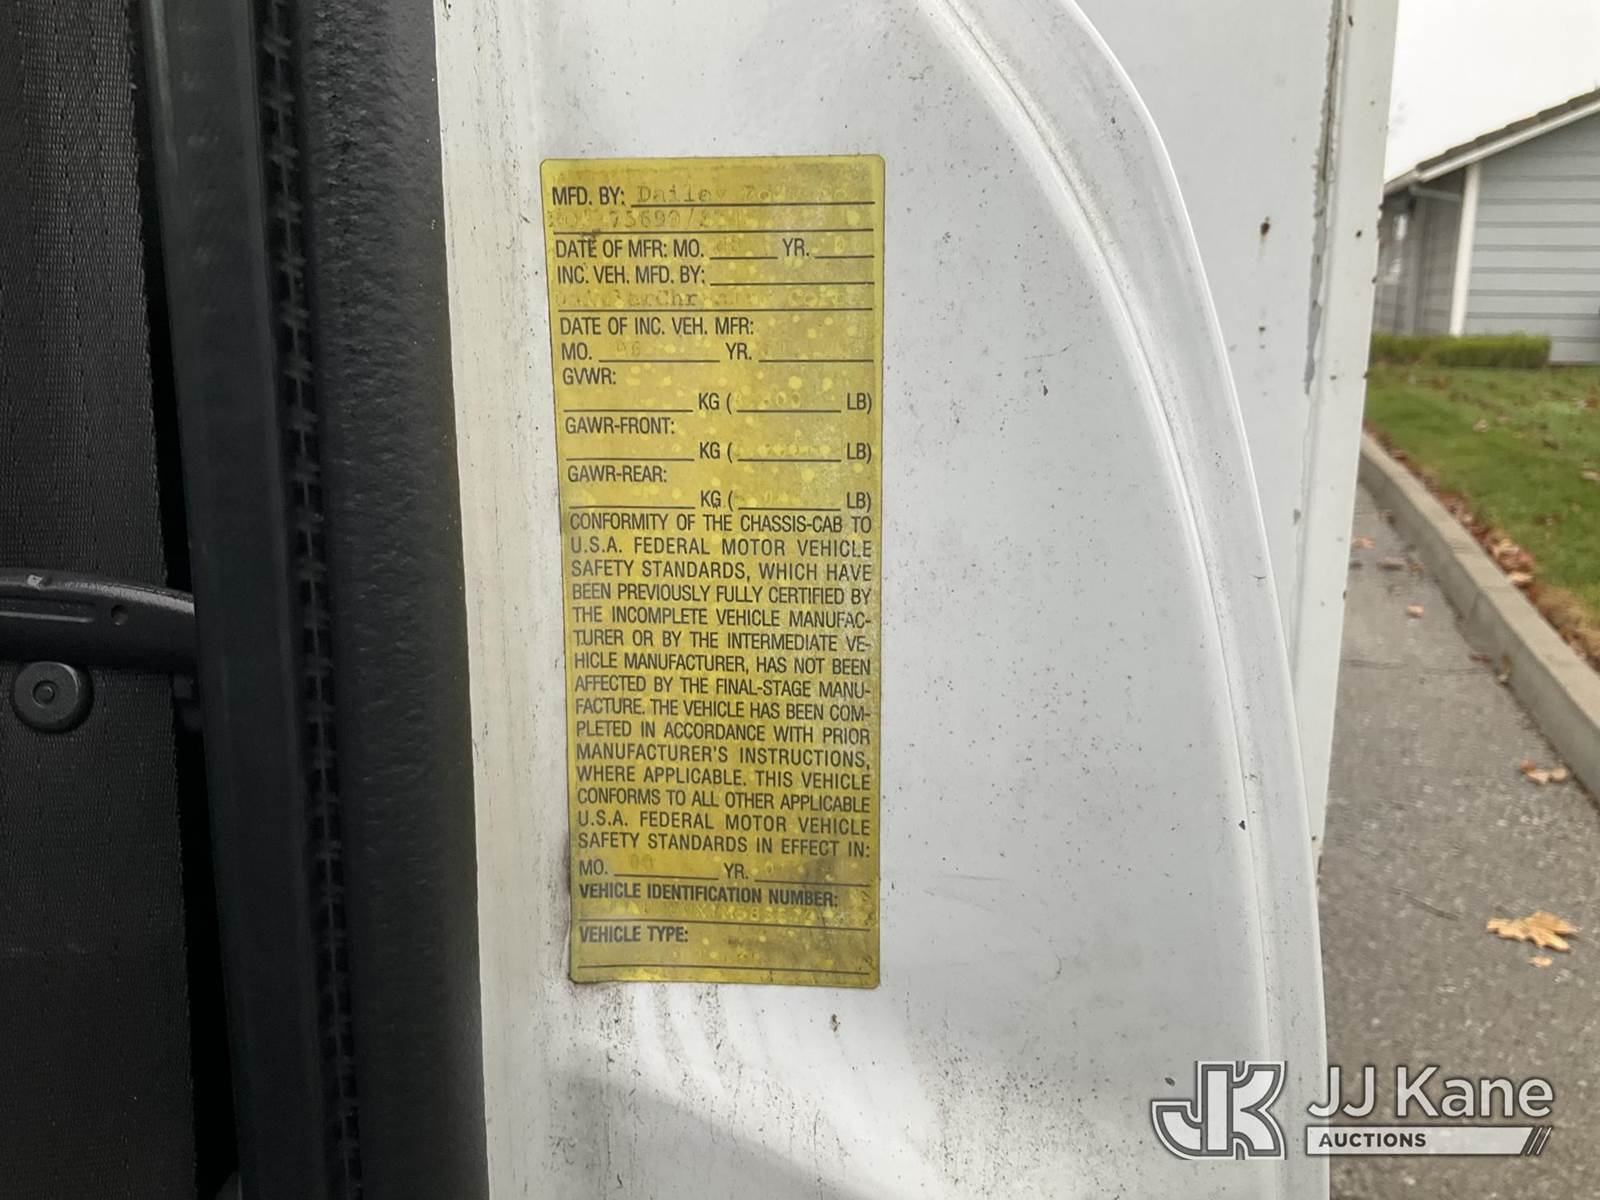 MFD. BY: Dailey
DATE OF MFR: MO. YR.
INC. VEH. MFD. BY:
DATE OF INC. VEH. MFR:
MO. YR.
GVWR:
KG ( LB)
GAWR-FRONT:
KG ( LB)
GAWR-REAR:
KG ( LB)
CONFORMITY OF THE CHASSIS-CAB TO
U.S.A. FEDERAL MOTOR VEHICLE
SAFETY STANDARDS, WHICH HAVE
BEEN PREVIOUSLY FULLY CERTIFIED BY
THE INCOMPLETE VEHICLE MANUFAC-
TURER OR BY THE INTERMEDIATE VE-
HICLE MANUFACTURER, HAS NOT BEEN
AFFECTED BY THE FINAL-STAGE MANU-
FACTURE. THE VEHICLE HAS BEEN COM-
PLETED IN ACCORDANCE WITH PRIOR
MANUFACTURER'S INSTRUCTIONS,
WHERE APPLICABLE. THIS VEHICLE
CONFORMS TO ALL OTHER APPLICABLE
U.S.A. FEDERAL MOTOR VEHICLE
SAFETY STANDARDS IN EFFECT IN:
MO. YR.
VEHICLE IDENTIFICATION NUMBER:
VEHICLE TYPE:
JK JJ Kane
AUCTIONS